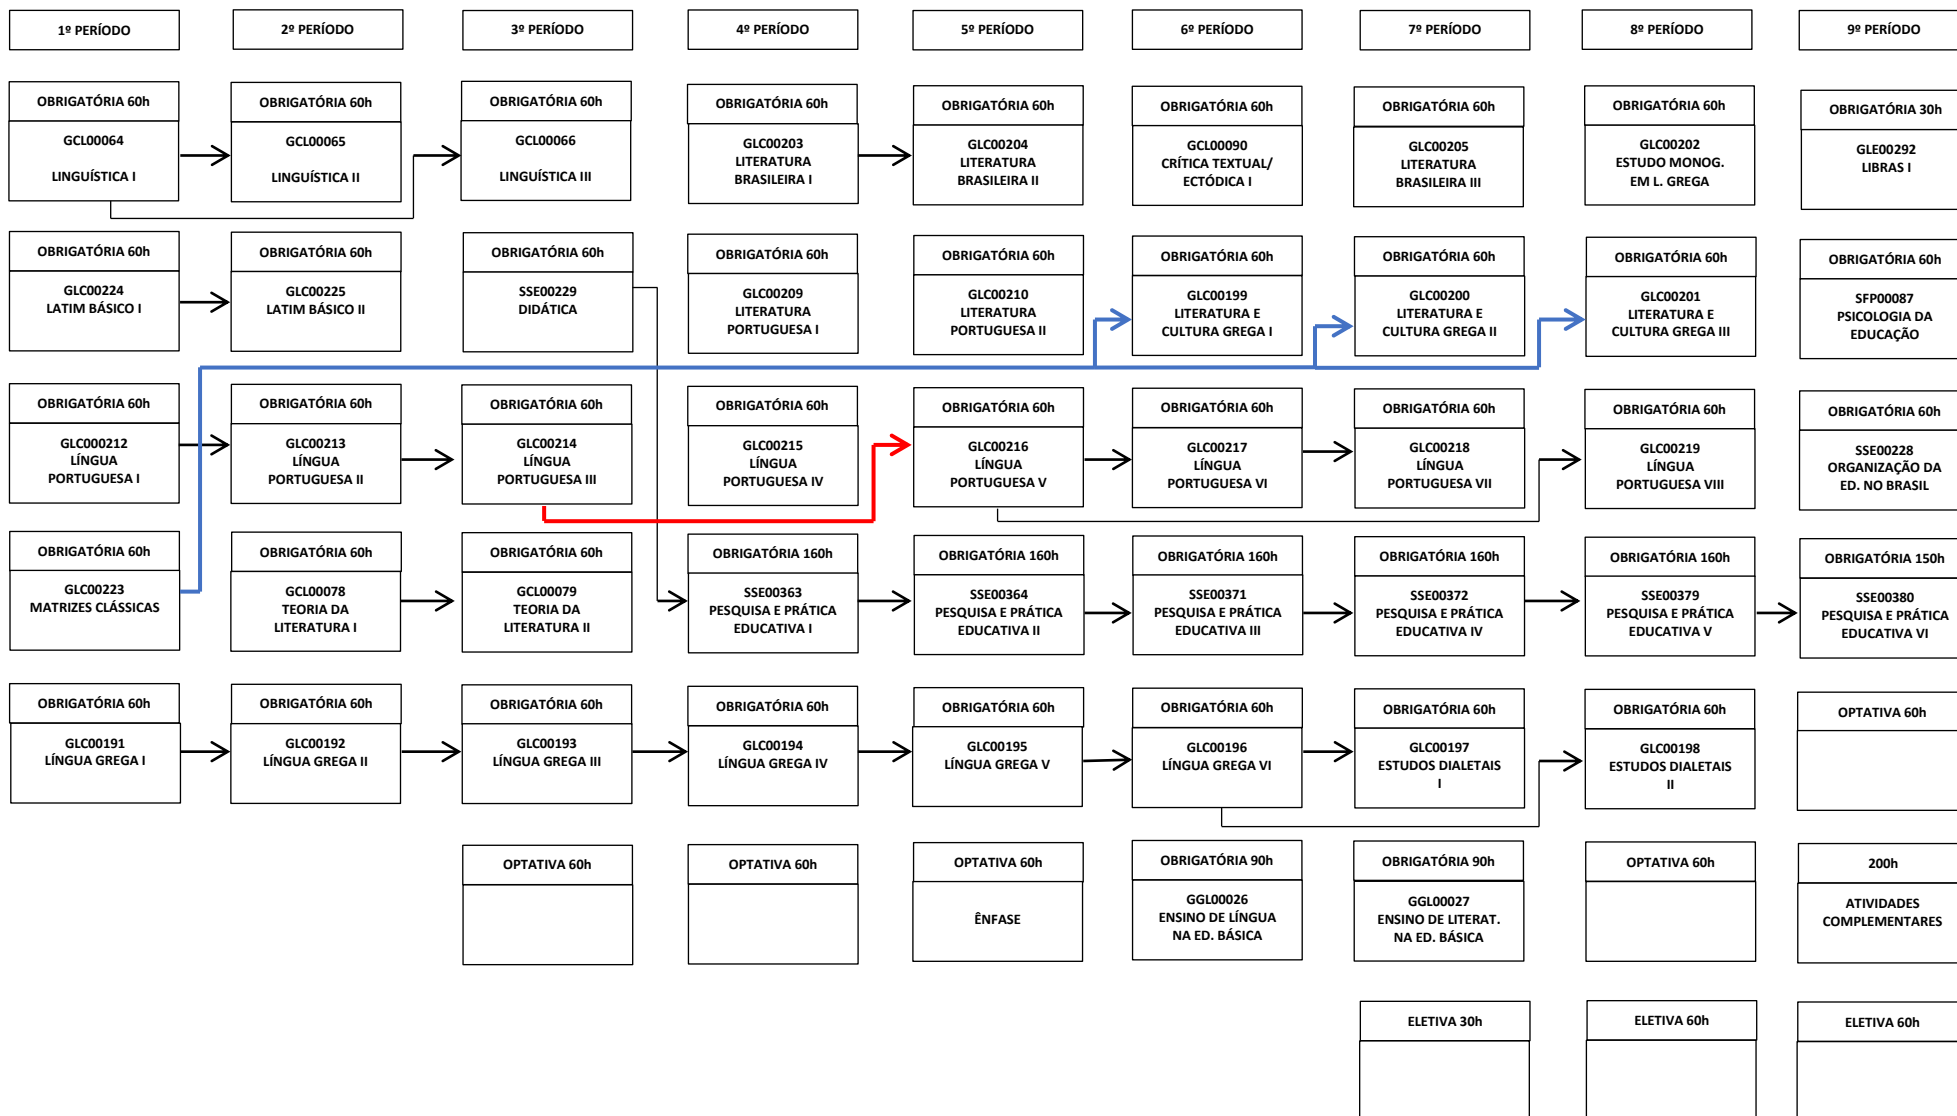 1º PERÍODO
2º PERÍODO
3º PERÍODO
4º PERÍODO
5º PERÍODO
6º PERÍODO
7º PERÍODO
8º PERÍODO
9º PERÍODO
OBRIGATÓRIA 60h
GCL00064
LINGUÍSTICA I
OBRIGATÓRIA 60h
GCL00065
LINGUÍSTICA II
OBRIGATÓRIA 60h
GCL00066
LINGUÍSTICA III
OBRIGATÓRIA 60h
GLC00203
LITERATURA
BRASILEIRA I
OBRIGATÓRIA 60h
GLC00204
LITERATURA
BRASILEIRA II
OBRIGATÓRIA 60h
GCL00090
CRÍTICA TEXTUAL/
ECTÓDICA I
OBRIGATÓRIA 60h
GLC00205
LITERATURA
BRASILEIRA III
OBRIGATÓRIA 60h
GLC00202
ESTUDO MONOG.
EM L. GREGA
OBRIGATÓRIA 30h
GLE00292
LIBRAS I
OBRIGATÓRIA 60h
GLC00224
LATIM BÁSICO I
OBRIGATÓRIA 60h
GLC00225
LATIM BÁSICO II
OBRIGATÓRIA 60h
SSE00229
DIDÁTICA
OBRIGATÓRIA 60h
GLC00209
LITERATURA
PORTUGUESA I
OBRIGATÓRIA 60h
GLC00210
LITERATURA
PORTUGUESA II
OBRIGATÓRIA 60h
GLC00199
LITERATURA E
CULTURA GREGA I
OBRIGATÓRIA 60h
GLC00200
LITERATURA E
CULTURA GREGA II
OBRIGATÓRIA 60h
GLC00201
LITERATURA E
CULTURA GREGA III
OBRIGATÓRIA 60h
SFP00087
PSICOLOGIA DA
EDUCAÇÃO
OBRIGATÓRIA 60h
GLC000212
LÍNGUA
PORTUGUESA I
OBRIGATÓRIA 60h
GLC00213
LÍNGUA
PORTUGUESA II
OBRIGATÓRIA 60h
GLC00214
LÍNGUA
PORTUGUESA III
OBRIGATÓRIA 60h
GLC00215
LÍNGUA
PORTUGUESA IV
OBRIGATÓRIA 60h
GLC00216
LÍNGUA
PORTUGUESA V
OBRIGATÓRIA 60h
GLC00217
LÍNGUA
PORTUGUESA VI
OBRIGATÓRIA 60h
GLC00218
LÍNGUA
PORTUGUESA VII
OBRIGATÓRIA 60h
GLC00219
LÍNGUA
PORTUGUESA VIII
OBRIGATÓRIA 60h
SSE00228
ORGANIZAÇÃO DA
ED. NO BRASIL
OBRIGATÓRIA 60h
GLC00223
MATRIZES CLÁSSICAS
OBRIGATÓRIA 60h
GCL00078
TEORIA DA
LITERATURA I
OBRIGATÓRIA 60h
GCL00079
TEORIA DA
LITERATURA II
OBRIGATÓRIA 160h
SSE00363
PESQUISA E PRÁTICA
EDUCATIVA I
OBRIGATÓRIA 160h
SSE00364
PESQUISA E PRÁTICA
EDUCATIVA II
OBRIGATÓRIA 160h
SSE00371
PESQUISA E PRÁTICA
EDUCATIVA III
OBRIGATÓRIA 160h
SSE00372
PESQUISA E PRÁTICA
EDUCATIVA IV
OBRIGATÓRIA 160h
SSE00379
PESQUISA E PRÁTICA
EDUCATIVA V
OBRIGATÓRIA 150h
SSE00380
PESQUISA E PRÁTICA
EDUCATIVA VI
OBRIGATÓRIA 60h
GLC00191
LÍNGUA GREGA I
OBRIGATÓRIA 60h
GLC00192
LÍNGUA GREGA II
OBRIGATÓRIA 60h
GLC00193
LÍNGUA GREGA III
OBRIGATÓRIA 60h
GLC00194
LÍNGUA GREGA IV
OBRIGATÓRIA 60h
GLC00195
LÍNGUA GREGA V
OBRIGATÓRIA 60h
GLC00196
LÍNGUA GREGA VI
OBRIGATÓRIA 60h
GLC00197
ESTUDOS DIALETAIS
I
OBRIGATÓRIA 60h
GLC00198
ESTUDOS DIALETAIS
II
OPTATIVA 60h
OPTATIVA 60h
OPTATIVA 60h
OPTATIVA 60h
ÊNFASE
OBRIGATÓRIA 90h
GGL00026
ENSINO DE LÍNGUA
NA ED. BÁSICA
OBRIGATÓRIA 90h
GGL00027
ENSINO DE LITERAT.
NA ED. BÁSICA
OPTATIVA 60h
200h
ATIVIDADES
COMPLEMENTARES
ELETIVA 30h
ELETIVA 60h
ELETIVA 60h